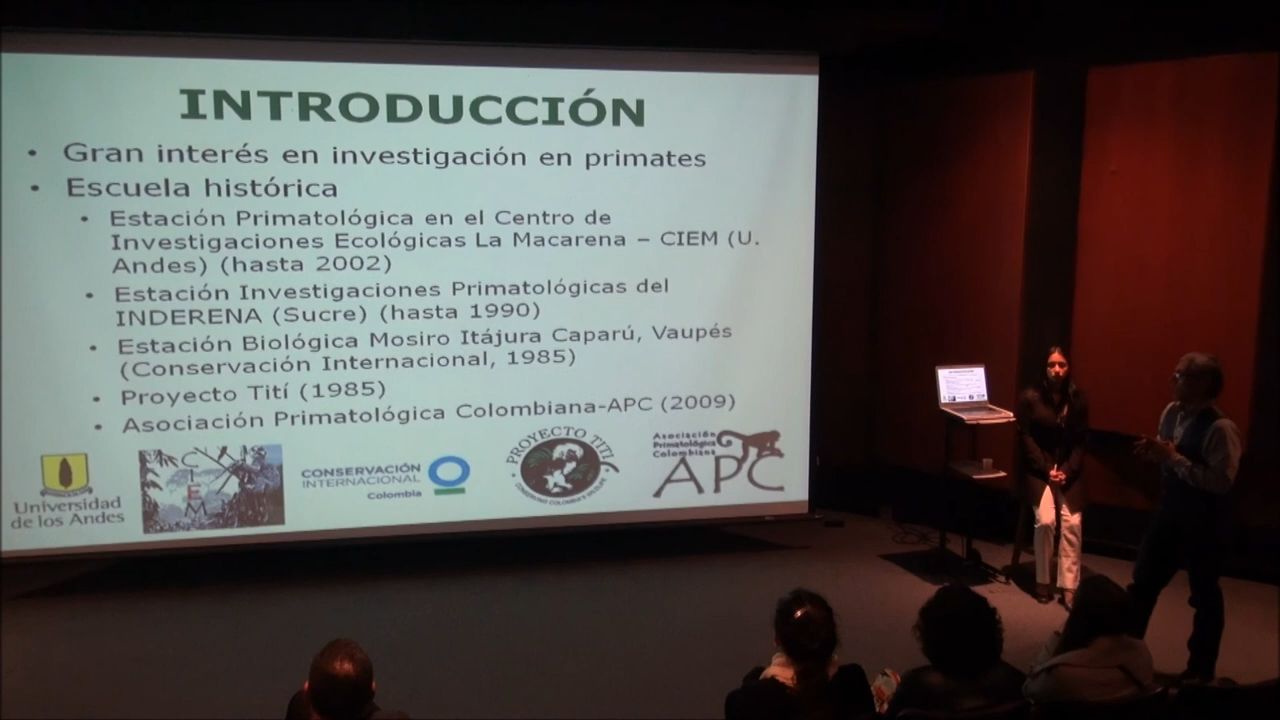 INTRODUCCIÓN
• Gran interés en investigación en primates
• Escuela histórica
• Estación Primatológica en el Centro de
Investigaciones Ecológicas La Macarena – CIEM (U.
Andes) (hasta 2002)
• Estación Investigaciones Primatológicas del
INDERENA (Sucre) (hasta 1990)
• Estación Biológica Mosiro Itájura Caparú, Vaupés
(Conservación Internacional, 1985)
• Proyecto Tití (1985)
• Asociación Primatológica Colombiana-APC (2009)
Universidad
de los Andes
CIEM
CONSERVACIÓN
INTERNACIONAL
Colombia
PROYECTO TITÍ
Asociación
Primatológica
Colombiana
APC